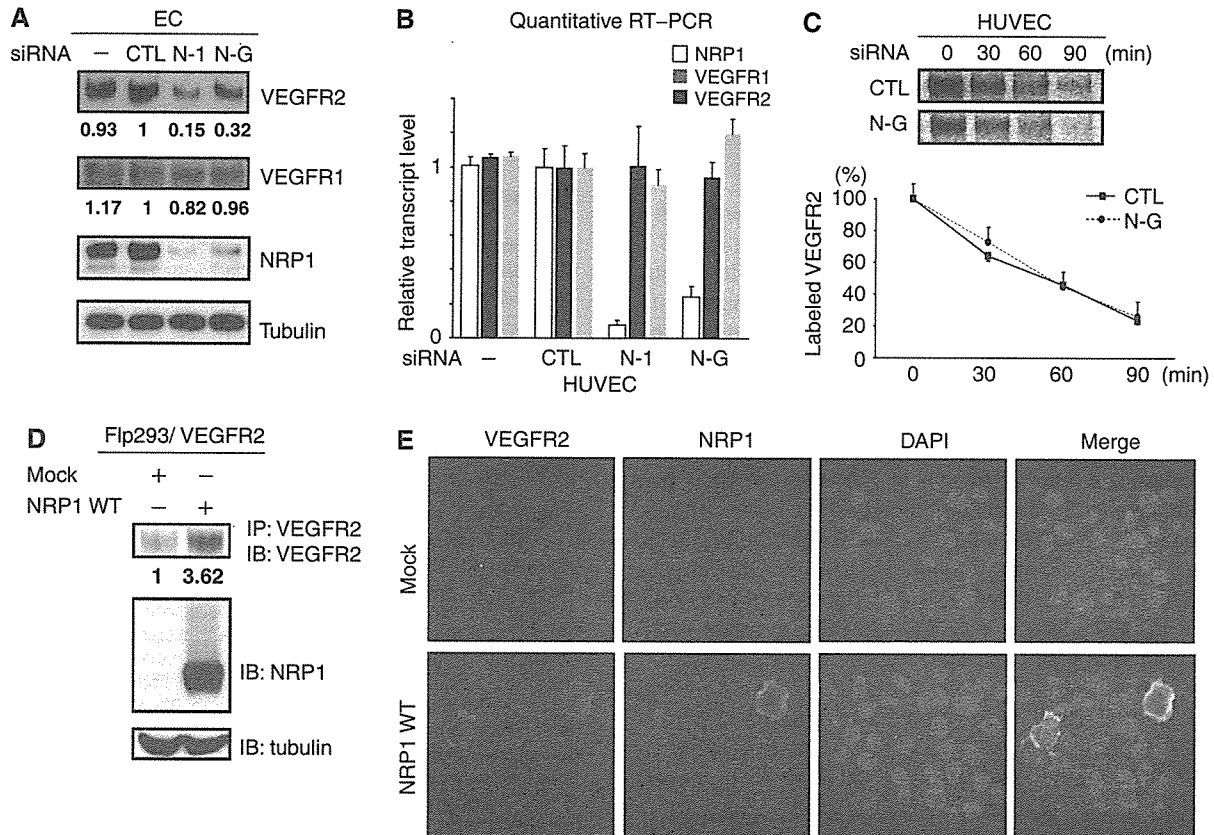 A
EC
siRNA – CTL N-1 N-G
VEGFR2
0.93 1 0.15 0.32
VEGFR1
1.17 1 0.82 0.96
NRP1
Tubulin
B
Quantitative RT–PCR
NRP1
VEGFR1
VEGFR2
Relative transcript level
1
0
siRNA – CTL N-1 N-G
HUVEC
C
HUVEC
siRNA 0 30 60 90 (min)
CTL
N-G
(%)
Labeled VEGFR2
100
80
60
40
20
0
CTL
N-G
0 30 60 90 (min)
D
Flp293/ VEGFR2
Mock + –
NRP1 WT – +
IP: VEGFR2
IB: VEGFR2
1 3.62
IB: NRP1
IB: tubulin
E
VEGFR2 NRP1 DAPI Merge
Mock
NRP1 WT